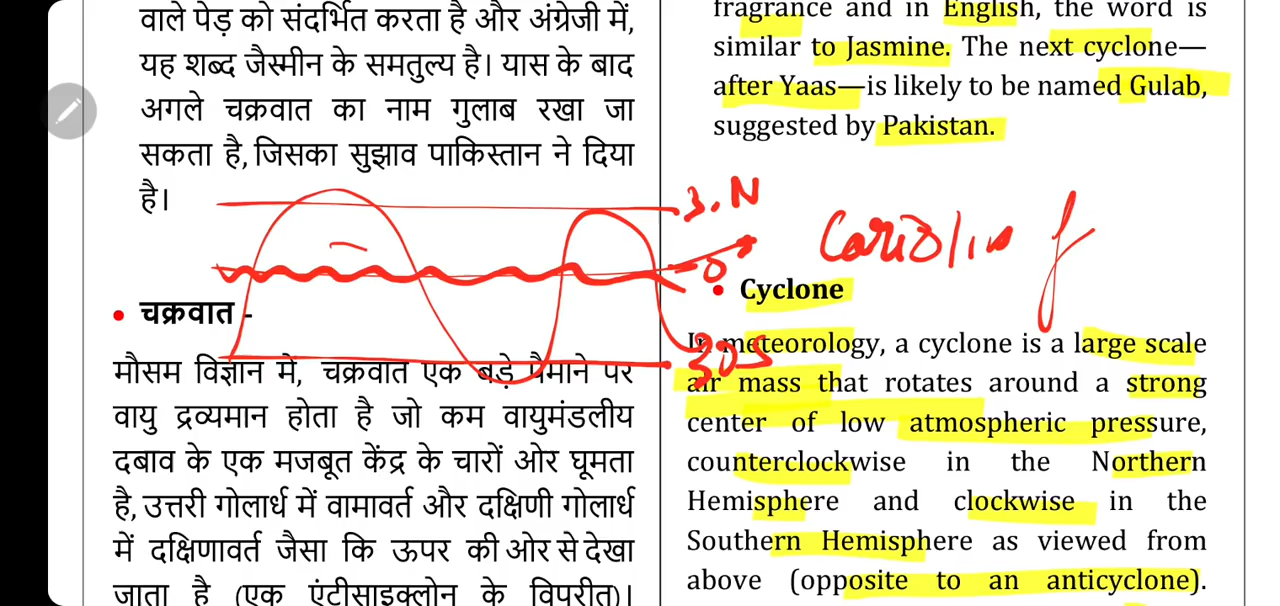 वाले पेड़ को संदर्भित करता है और अंग्रेजी में,
यह शब्द जैस्मीन के समतुल्य है। यास के बाद
अगले चक्रवात का नाम गुलाब रखा जा
सकता है, जिसका सुझाव पाकिस्तान ने दिया
है।
• चक्रवात -
मौसम विज्ञान में, चक्रवात एक बड़े पैमाने पर
वायु द्रव्यमान होता है जो कम वायुमंडलीय
दबाव के एक मजबूत केंद्र के चारों ओर घूमता
है, उत्तरी गोलार्ध में वामावर्त और दक्षिणी गोलार्ध
में दक्षिणावर्त जैसा कि ऊपर की ओर से देखा
जाता है (एक एंटीसाइक्लोन के विपरीत)।
fragrance and in English, the word is
similar to Jasmine. The next cyclone—
after Yaas—is likely to be named Gulab,
suggested by Pakistan.
3. N
0
30S
f
• Cyclone
In meteorology, a cyclone is a large scale
air mass that rotates around a strong
center of low atmospheric pressure,
counterclockwise in the Northern
Hemisphere and clockwise in the
Southern Hemisphere as viewed from
above (opposite to an anticyclone).